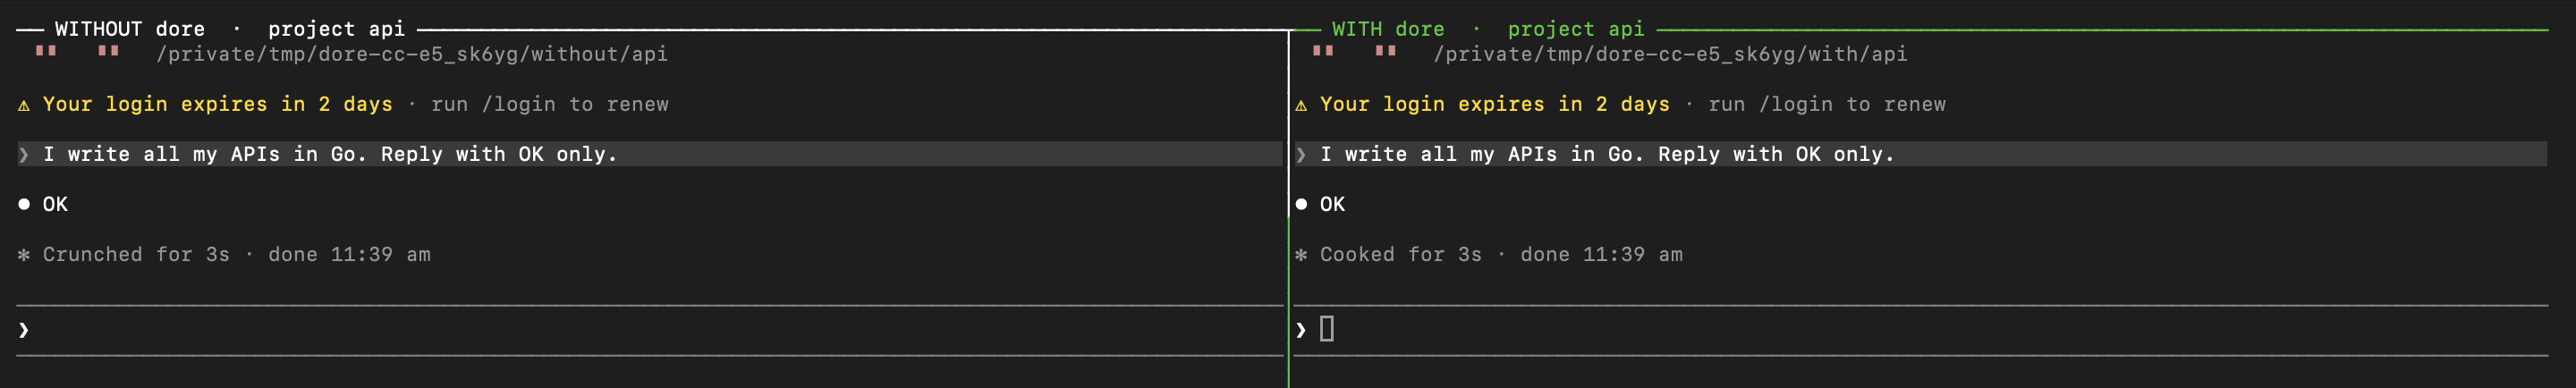 WITHOUT dore · project api
/private/tmp/dore-cc-e5_sk6yg/without/api
⚠ Your login expires in 2 days · run /login to renew
❯ I write all my APIs in Go. Reply with OK only.
● OK
✻ Crunched for 3s · done 11:39 am
❯
WITH dore · project api
/private/tmp/dore-cc-e5_sk6yg/with/api
⚠ Your login expires in 2 days · run /login to renew
❯ I write all my APIs in Go. Reply with OK only.
● OK
✻ Cooked for 3s · done 11:39 am
❯